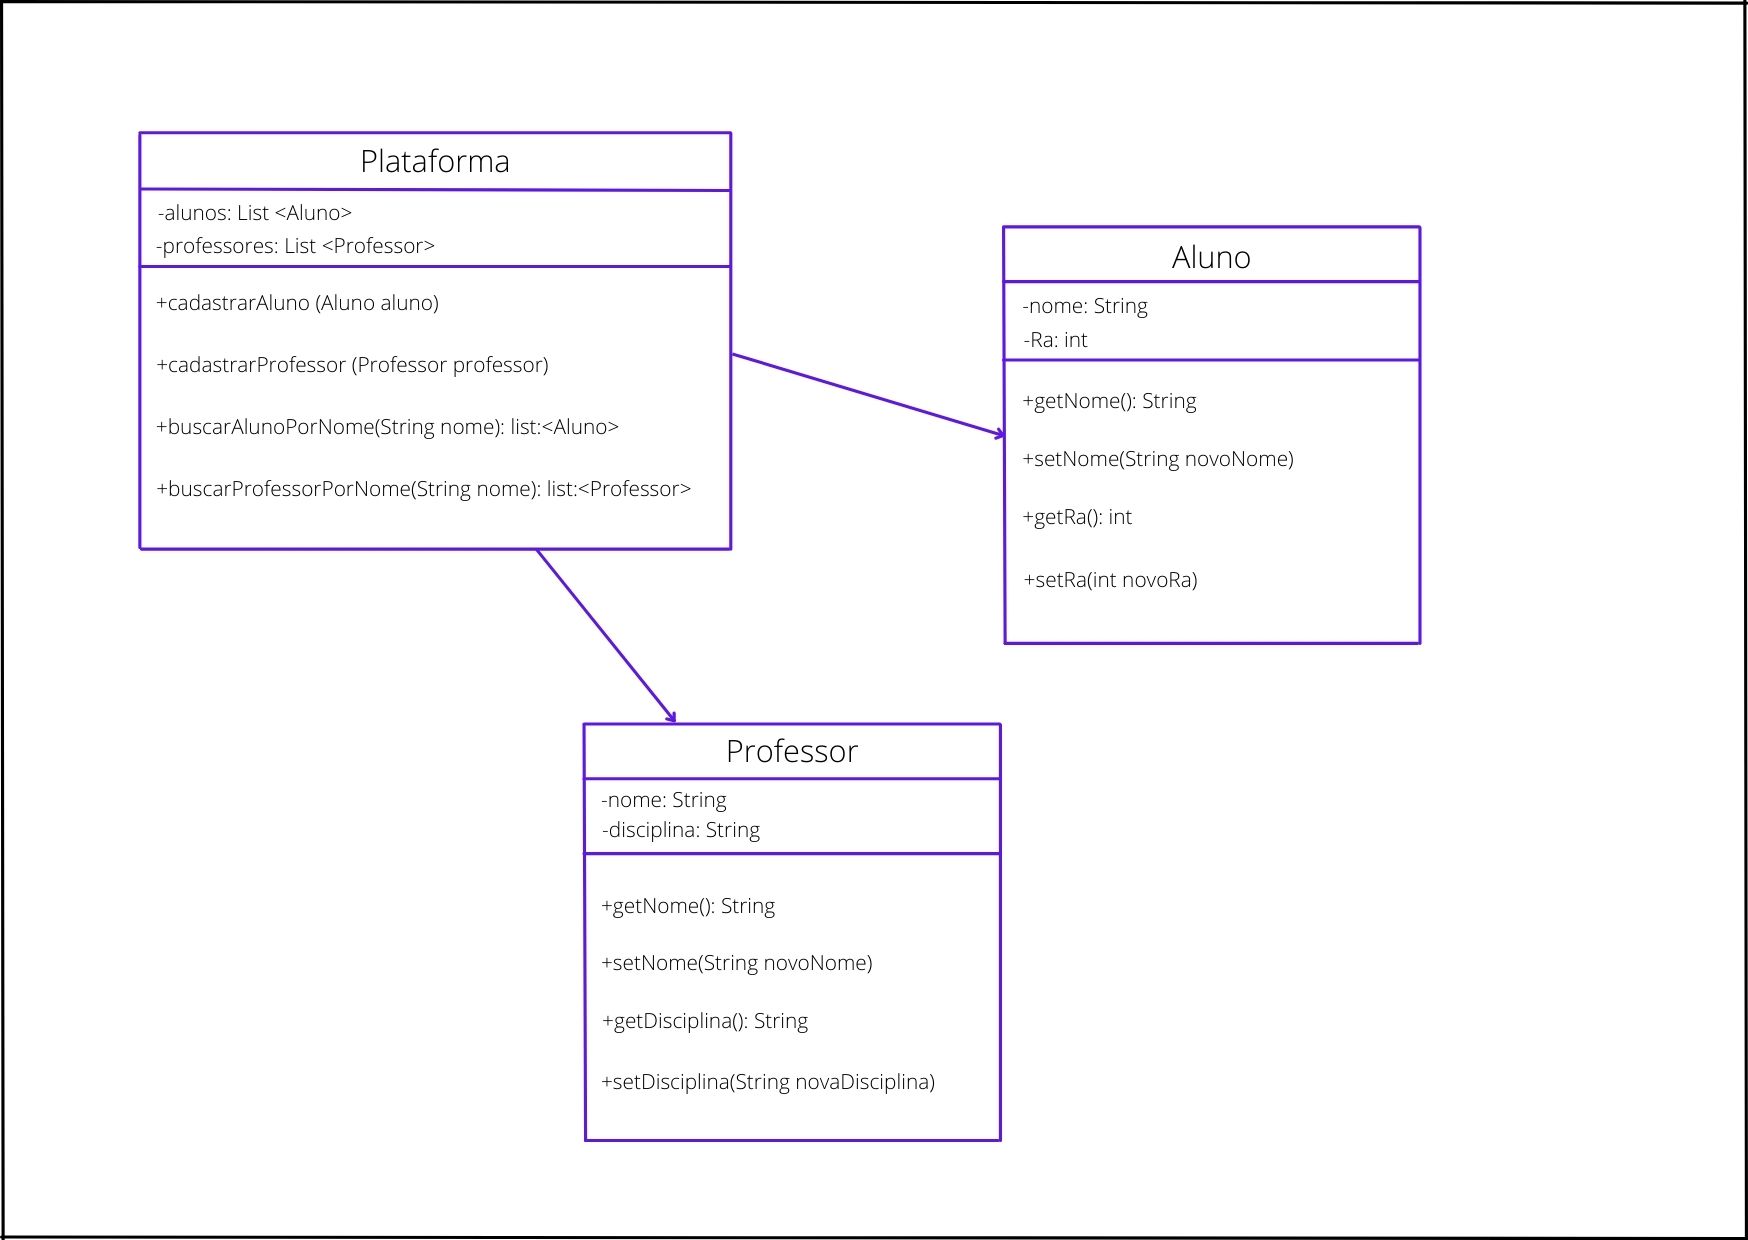 Plataforma
-alunos: List <Aluno>
-professores: List <Professor>
+cadastrarAluno (Aluno aluno)
+cadastrarProfessor (Professor professor)
+buscarAlunoPorNome(String nome): list:<Aluno>
+buscarProfessorPorNome(String nome): list:<Professor>
Aluno
-nome: String
-Ra: int
+getNome(): String
+setNome(String novoNome)
+getRa(): int
+setRa(int novoRa)
Professor
-nome: String
-disciplina: String
+getNome(): String
+setNome(String novoNome)
+getDisciplina(): String
+setDisciplina(String novaDisciplina)